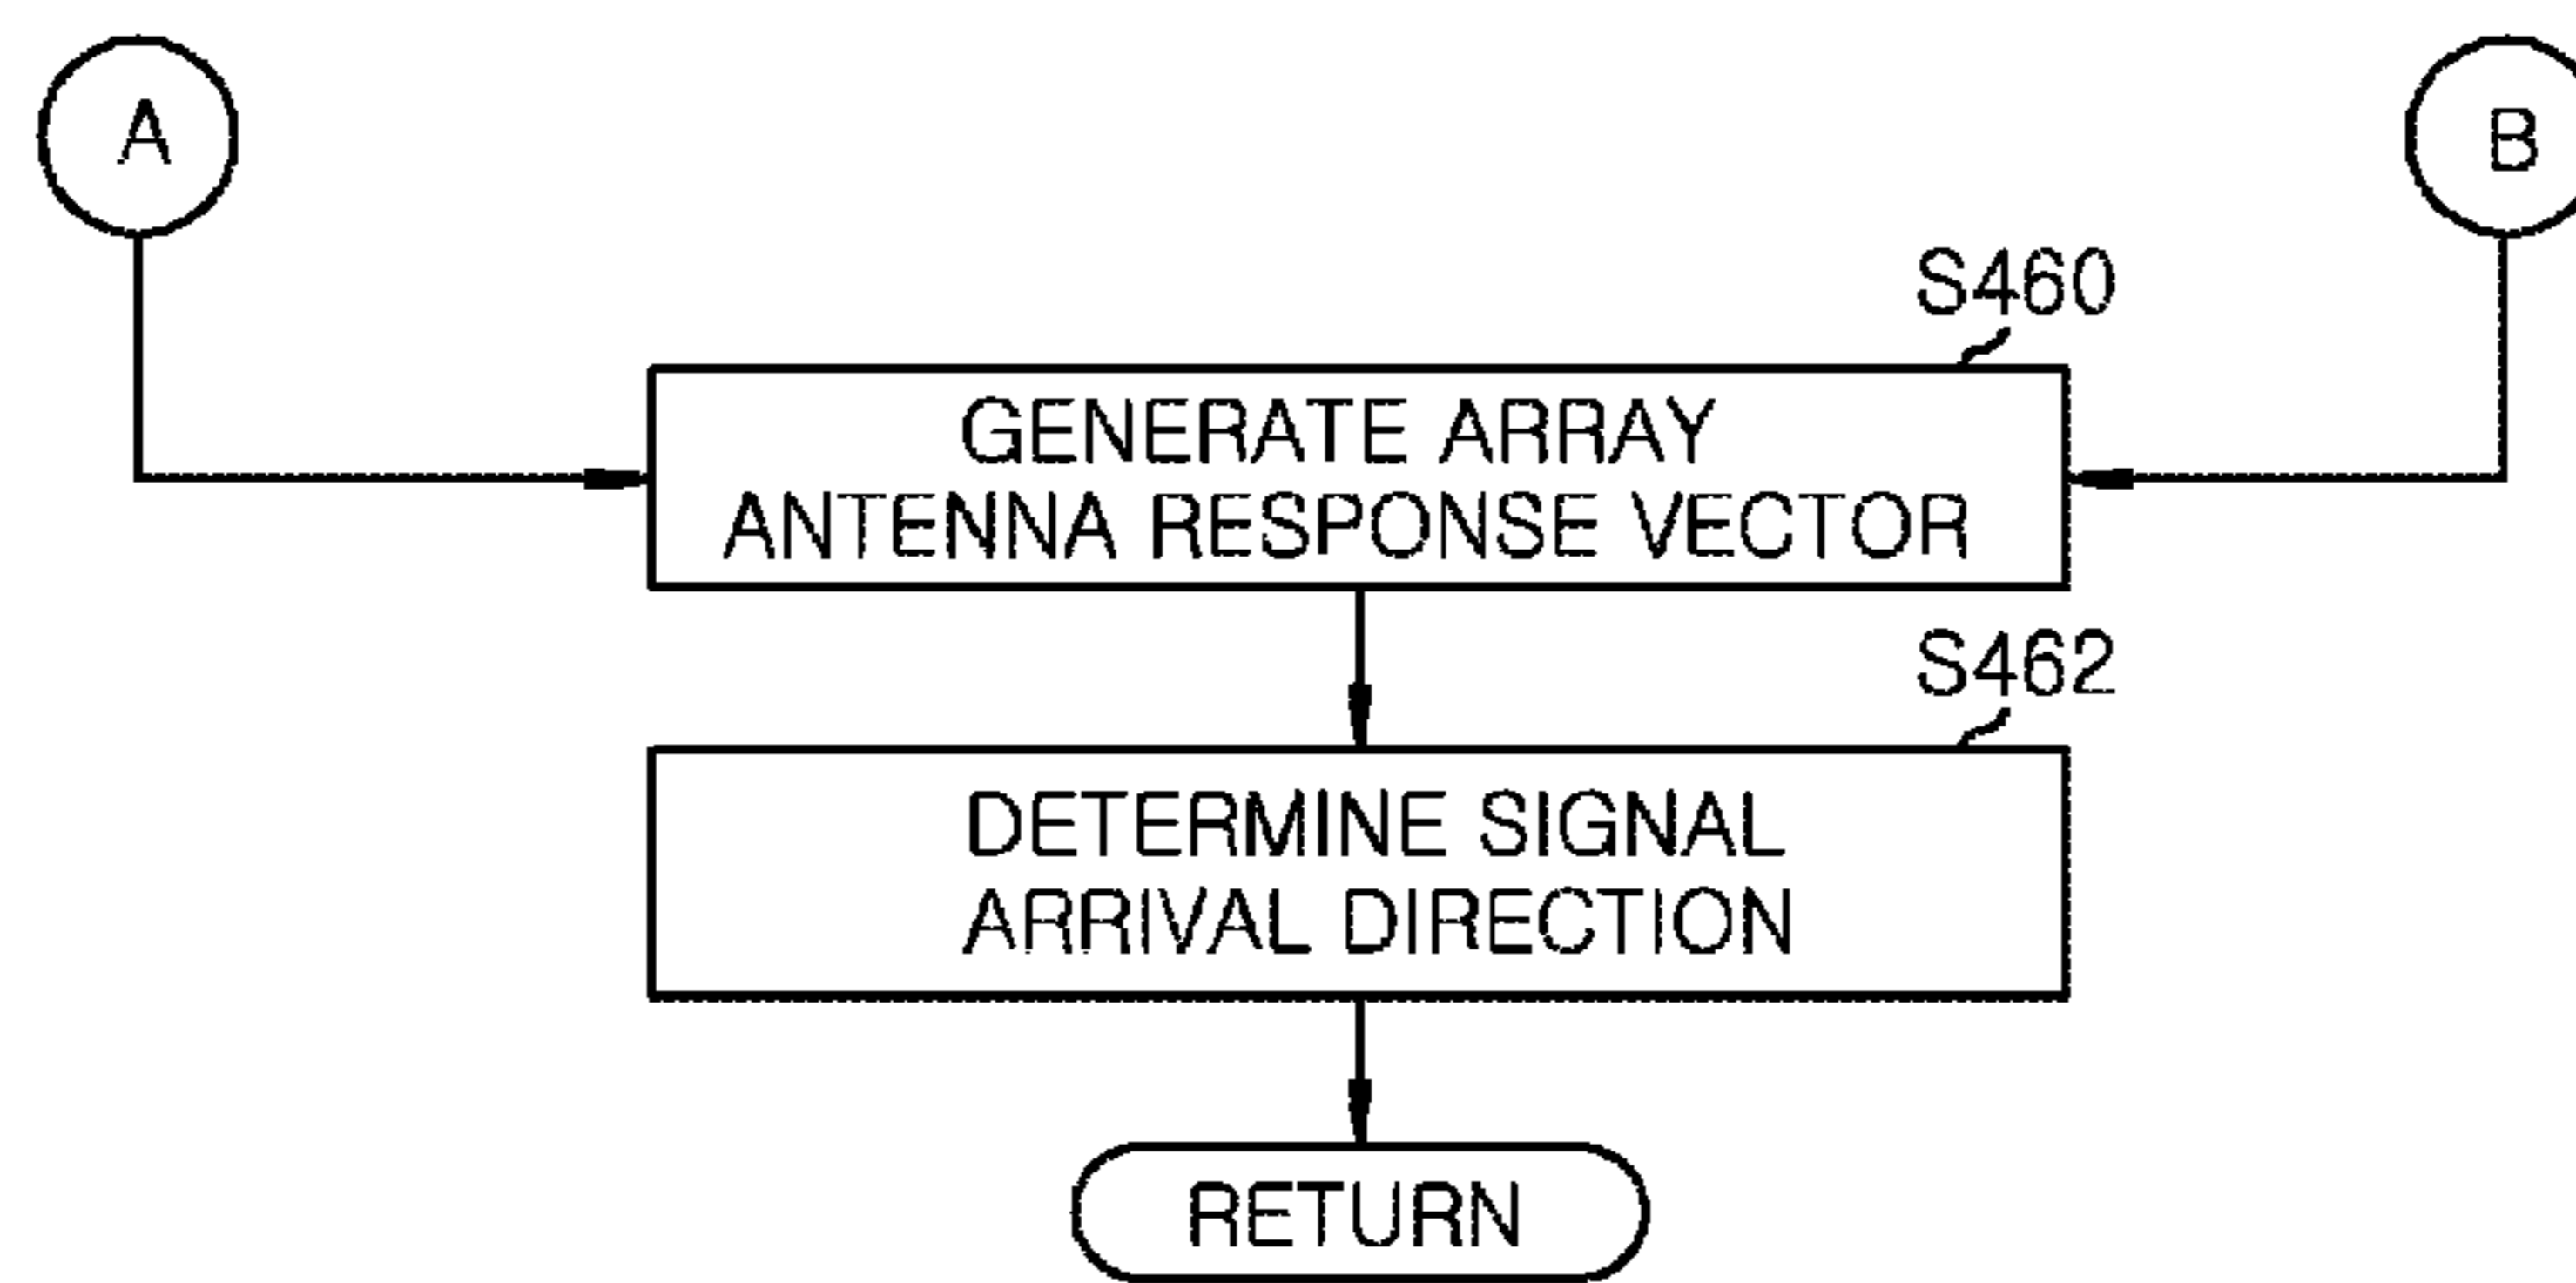 A
B
S460
GENERATE ARRAY
ANTENNA RESPONSE VECTOR
S462
DETERMINE SIGNAL
ARRIVAL DIRECTION
RETURN